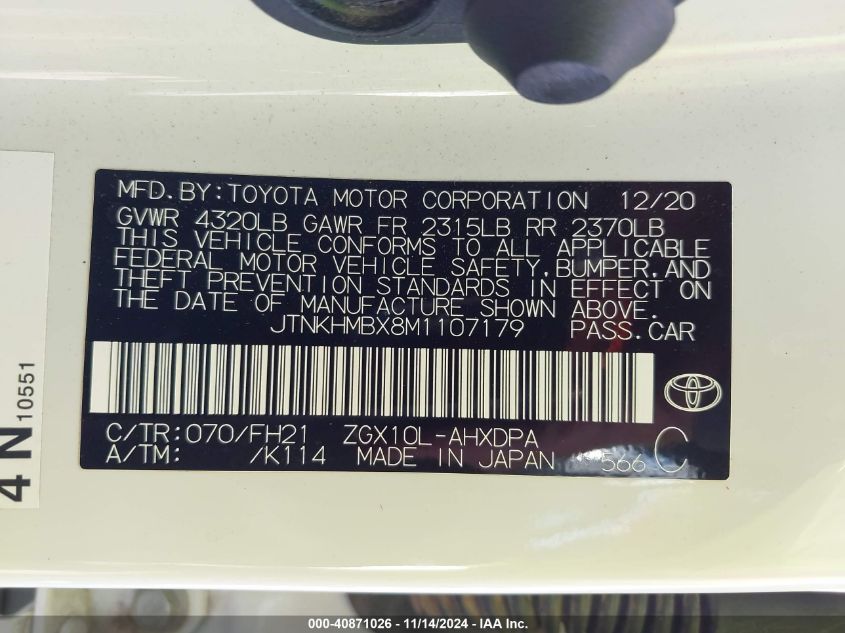 MFD.BY:TOYOTA MOTOR CORPORATION 12/20
GVWR 4320LB GAWR FR 2315LB RR 2370LB
THIS VEHICLE CONFORMS TO ALL APPLICABLE
FEDERAL MOTOR VEHICLE SAFETY,BUMPER,AND
THEFT PREVENTION STANDARDS IN EFFECT ON
THE DATE OF MANUFACTURE SHOWN ABOVE.
JTNKHMBX8M1107179 PASS.CAR
C/TR:070/FH21 ZGX10L-AHXDPA
A/TM: /K114 MADE IN JAPAN 566 C
4 N 10551
000-40871026 - 11/14/2024 - IAA Inc.